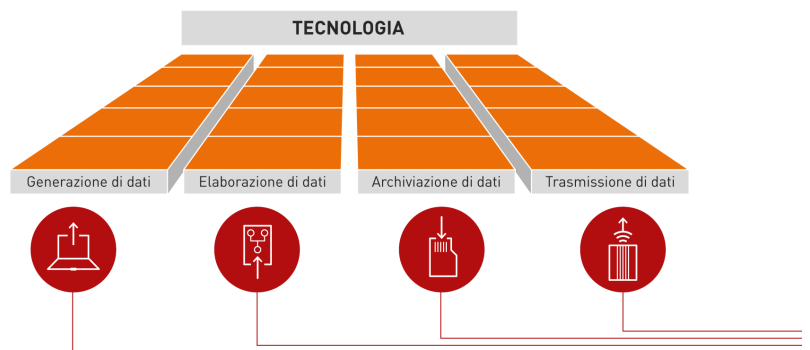 TECNOLOGIA
Generazione di dati
Elaborazione di dati
Archiviazione di dati
Trasmissione di dati